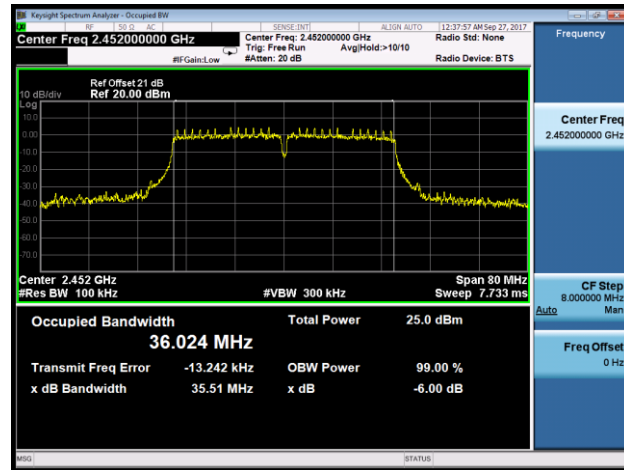 Keysight Spectrum Analyzer - Occupied BW
RF 50 Ω AC SENSE:INT ALIGN AUTO 12:37:57 AM Sep 27, 2017
Center Freq 2.452000000 GHz Center Freq: 2.452000000 GHz Radio Std: None Frequency
Trig: Free Run Avg|Hold:>10/10
#IFGain:Low #Atten: 20 dB Radio Device: BTS
Ref Offset 21 dB
10 dB/div Ref 20.00 dBm
Log
10.0
0.00
-10.0
-20.0
-30.0
-40.0
-50.0
-60.0
-70.0
Center Freq
2.452000000 GHz
Center 2.452 GHz Span 80 MHz
#Res BW 100 kHz #VBW 300 kHz Sweep 7.733 ms
CF Step
8.000000 MHz
Auto Man
Occupied Bandwidth Total Power 25.0 dBm
36.024 MHz
Transmit Freq Error -13.242 kHz OBW Power 99.00 %
x dB Bandwidth 35.51 MHz x dB -6.00 dB
Freq Offset
0 Hz
MSG STATUS